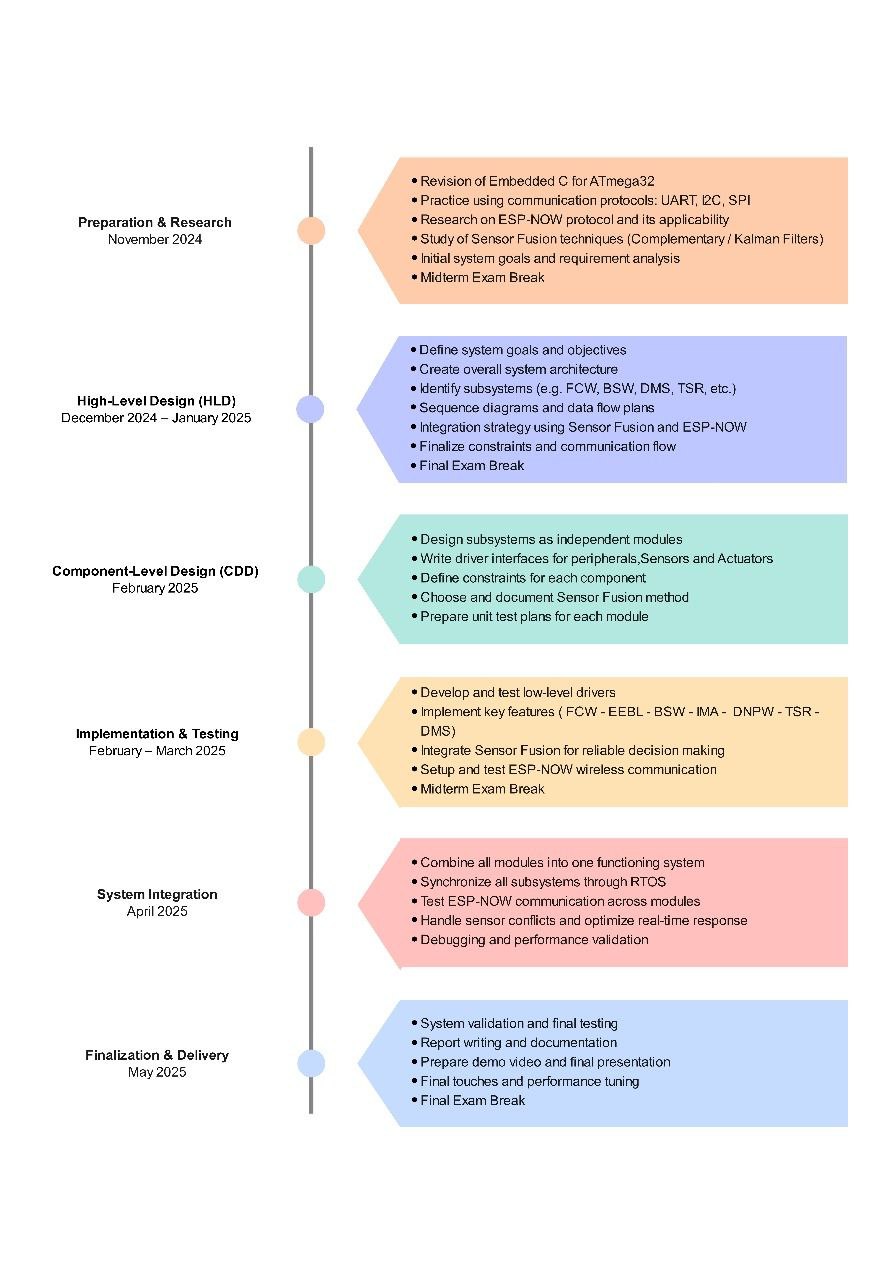 Preparation & Research
November 2024
• Revision of Embedded C for ATmega32
• Practice using communication protocols: UART, I2C, SPI
• Research on ESP-NOW protocol and its applicability
• Study of Sensor Fusion techniques (Complementary / Kalman Filters)
• Initial system goals and requirement analysis
• Midterm Exam Break
High-Level Design (HLD)
December 2024 – January 2025
• Define system goals and objectives
• Create overall system architecture
• Identify subsystems (e.g. FCW, BSW, DMS, TSR, etc.)
• Sequence diagrams and data flow plans
• Integration strategy using Sensor Fusion and ESP-NOW
• Finalize constraints and communication flow
• Final Exam Break
Component-Level Design (CDD)
February 2025
• Design subsystems as independent modules
• Write driver interfaces for peripherals,Sensors and Actuators
• Define constraints for each component
• Choose and document Sensor Fusion method
• Prepare unit test plans for each module
Implementation & Testing
February – March 2025
• Develop and test low-level drivers
• Implement key features ( FCW - EEBL - BSW - IMA - DNPW - TSR -
DMS)
• Integrate Sensor Fusion for reliable decision making
• Setup and test ESP-NOW wireless communication
• Midterm Exam Break
System Integration
April 2025
• Combine all modules into one functioning system
• Synchronize all subsystems through RTOS
• Test ESP-NOW communication across modules
• Handle sensor conflicts and optimize real-time response
• Debugging and performance validation
Finalization & Delivery
May 2025
• System validation and final testing
• Report writing and documentation
• Prepare demo video and final presentation
• Final touches and performance tuning
• Final Exam Break